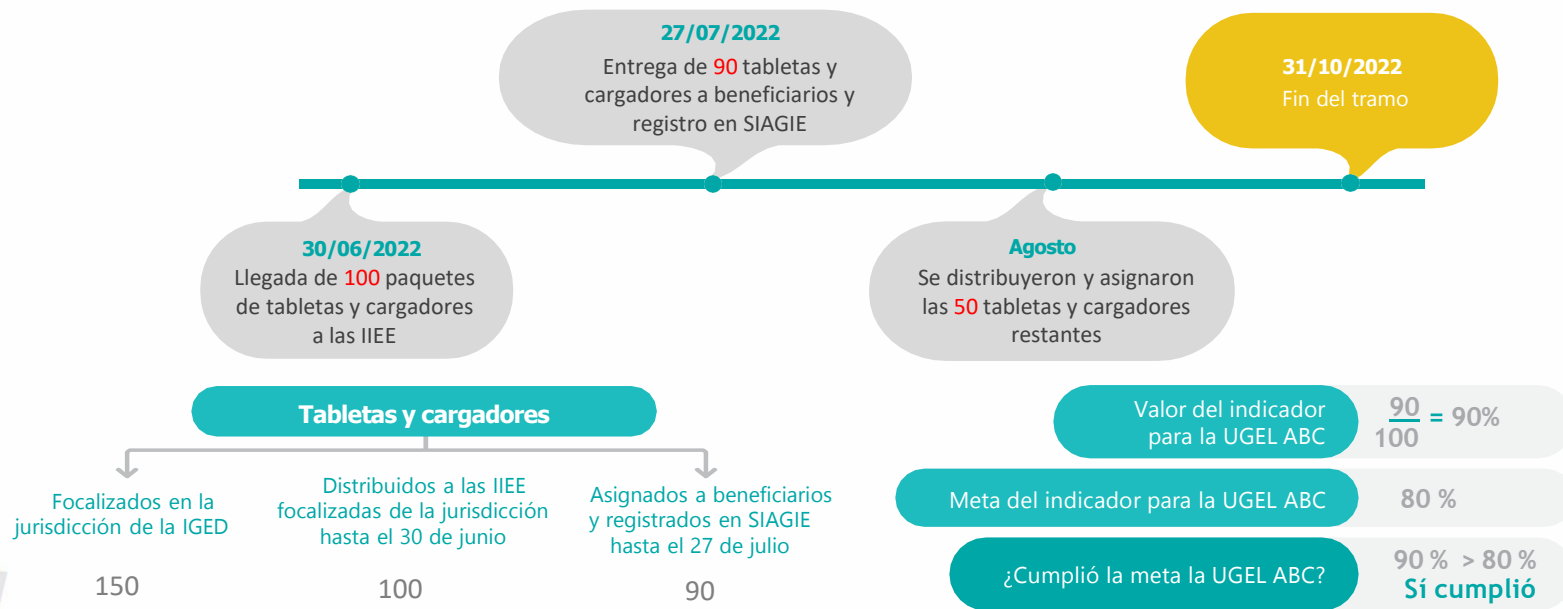 27/07/2022
Entrega de 90 tabletas y
cargadores a beneficiarios y
registro en SIAGIE
31/10/2022
Fin del tramo
30/06/2022
Llegada de 100 paquetes
de tabletas y cargadores
a las IIEE
Agosto
Se distribuyeron y asignaron
las 50 tabletas y cargadores
restantes
Tabletas y cargadores
Focalizados en la
jurisdicción de la IGED
150
Distribuidos a las IIEE
focalizadas de la jurisdicción
hasta el 30 de junio
100
Asignados a beneficiarios
y registrados en SIAGIE
hasta el 27 de julio
90
Valor del indicador
para la UGEL ABC
90
100
= 90%
Meta del indicador para la UGEL ABC
80 %
¿Cumplió la meta la UGEL ABC?
90 % > 80 %
Sí cumplió